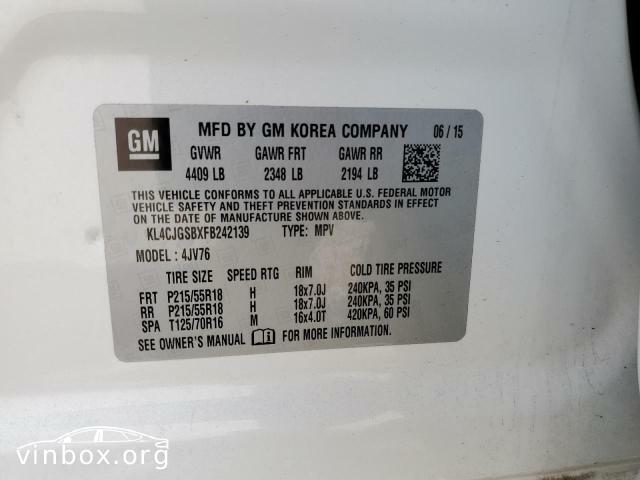 GM MFD BY GM KOREA COMPANY 06 / 15
GVWR GAWR FRT GAWR RR
4409 LB 2348 LB 2194 LB
THIS VEHICLE CONFORMS TO ALL APPLICABLE U.S. FEDERAL MOTOR
VEHICLE SAFETY AND THEFT PREVENTION STANDARDS IN EFFECT
ON THE DATE OF MANUFACTURE SHOWN ABOVE.
KL4CJGSBXFB242139 TYPE: MPV
MODEL : 4JV76
TIRE SIZE SPEED RTG RIM COLD TIRE PRESSURE
FRT P215/55R18 H 18x7.0J 240KPA, 35 PSI
RR P215/55R18 H 18x7.0J 240KPA, 35 PSI
SPA T125/70R16 M 16x4.0T 420KPA, 60 PSI
SEE OWNER'S MANUAL FOR MORE INFORMATION.
vinbox.org